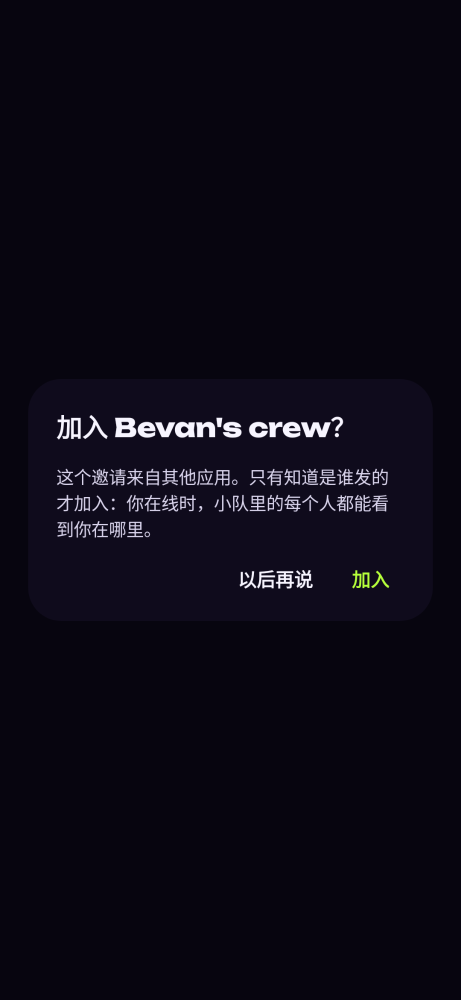 加入 Bevan's crew?
这个邀请来自其他应用。只有知道是谁发的
才加入：你在线时，小队里的每个人都能看
到你在哪里。
以后再说 加入